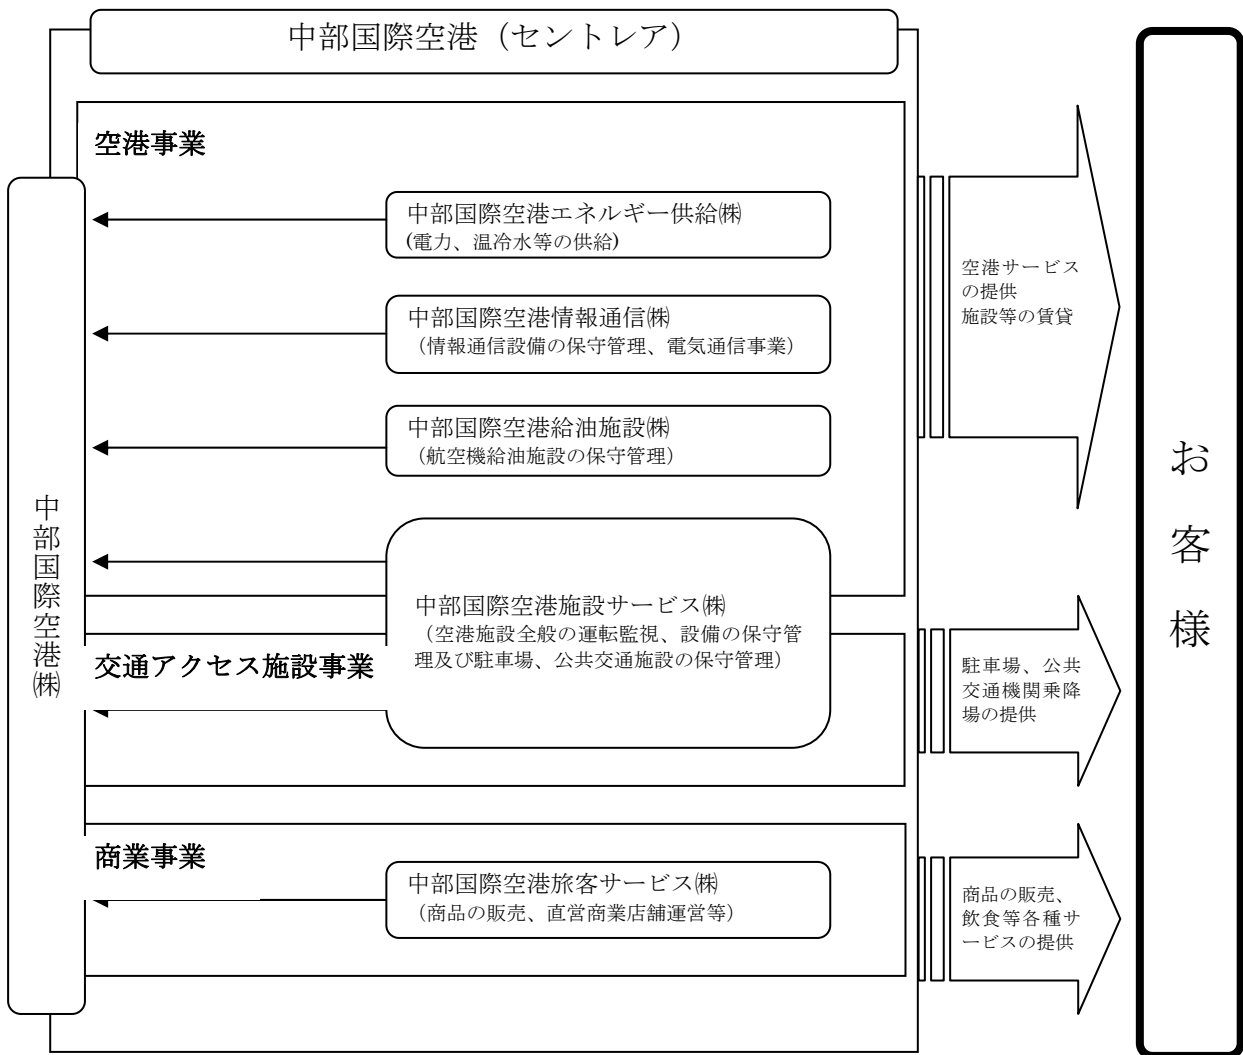 中部国際空港（セントレア）
空港事業
中部国際空港エネルギー供給㈱
(電力、温冷水等の供給)
中部国際空港情報通信㈱
（情報通信設備の保守管理、電気通信事業）
中部国際空港給油施設㈱
（航空機給油施設の保守管理）
中部国際空港施設サービス㈱
（空港施設全般の運転監視、設備の保守管
理及び駐車場、公共交通施設の保守管理）
交通アクセス施設事業
商業事業
中部国際空港旅客サービス㈱
（商品の販売、直営商業店舗運営等）
中部国際空港㈱
空港サービス
の提供
施設等の賃貸
駐車場、公共
交通機関乗降
場の提供
商品の販売、
飲食等各種サ
ービスの提供
お客様